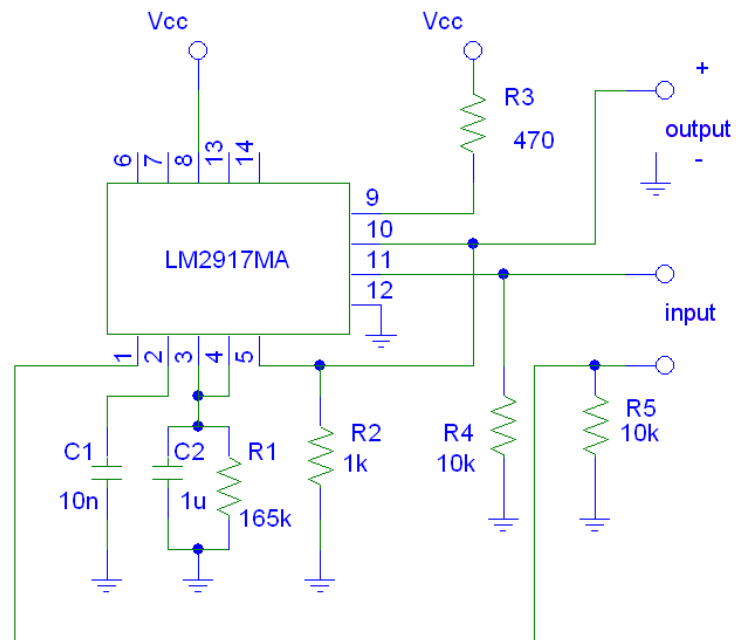 Vcc
Vcc
R3
470
+
output
-
6
7
8
13
14
9
10
11
12
LM2917MA
input
1
2
3
4
5
C1
10n
C2
1u
R1
165k
R2
1k
R4
10k
R5
10k